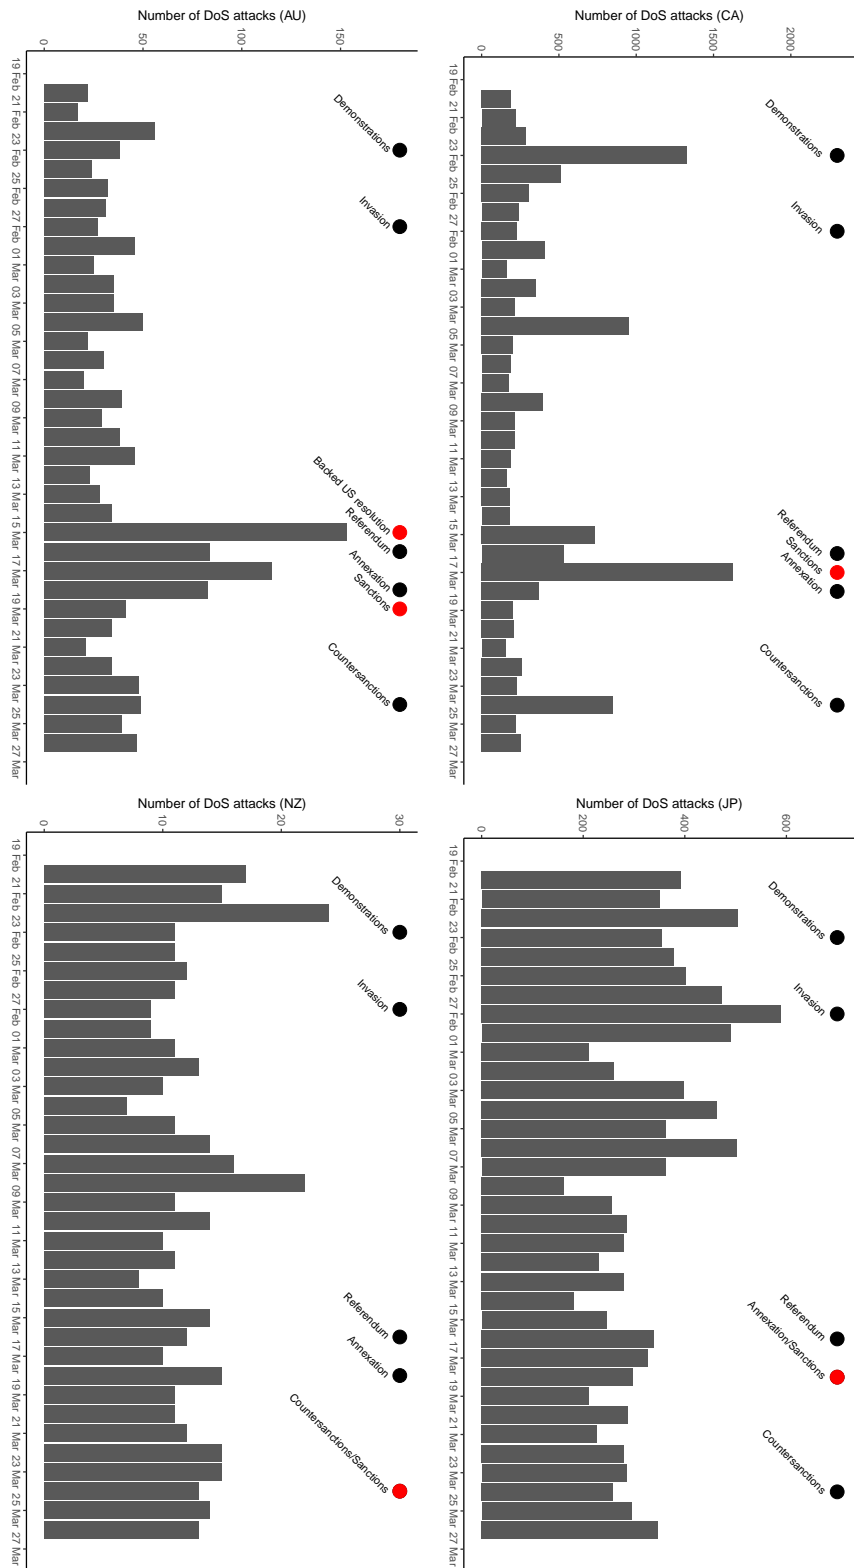 Number of DoS attacks (CA)
2000
1500
1000
500
0
Demonstrations
Invasion
Referendum
Sanctions
Annexation
Countersanctions
19 Feb
21 Feb
23 Feb
25 Feb
27 Feb
01 Mar
03 Mar
05 Mar
07 Mar
09 Mar
11 Mar
13 Mar
15 Mar
17 Mar
19 Mar
21 Mar
23 Mar
25 Mar
27 Mar
Number of DoS attacks (JP)
600
400
200
0
Demonstrations
Invasion
Referendum
Annexation/Sanctions
Countersanctions
19 Feb
21 Feb
23 Feb
25 Feb
27 Feb
01 Mar
03 Mar
05 Mar
07 Mar
09 Mar
11 Mar
13 Mar
15 Mar
17 Mar
19 Mar
21 Mar
23 Mar
25 Mar
27 Mar
Number of DoS attacks (AU)
150
100
50
0
Demonstrations
Invasion
Backed US resolution
Referendum
Annexation
Sanctions
Countersanctions
19 Feb
21 Feb
23 Feb
25 Feb
27 Feb
01 Mar
03 Mar
05 Mar
07 Mar
09 Mar
11 Mar
13 Mar
15 Mar
17 Mar
19 Mar
21 Mar
23 Mar
25 Mar
27 Mar
Number of DoS attacks (NZ)
30
20
10
0
Demonstrations
Invasion
Referendum
Annexation
Countersanctions/Sanctions
19 Feb
21 Feb
23 Feb
25 Feb
27 Feb
01 Mar
03 Mar
05 Mar
07 Mar
09 Mar
11 Mar
13 Mar
15 Mar
17 Mar
19 Mar
21 Mar
23 Mar
25 Mar
27 Mar